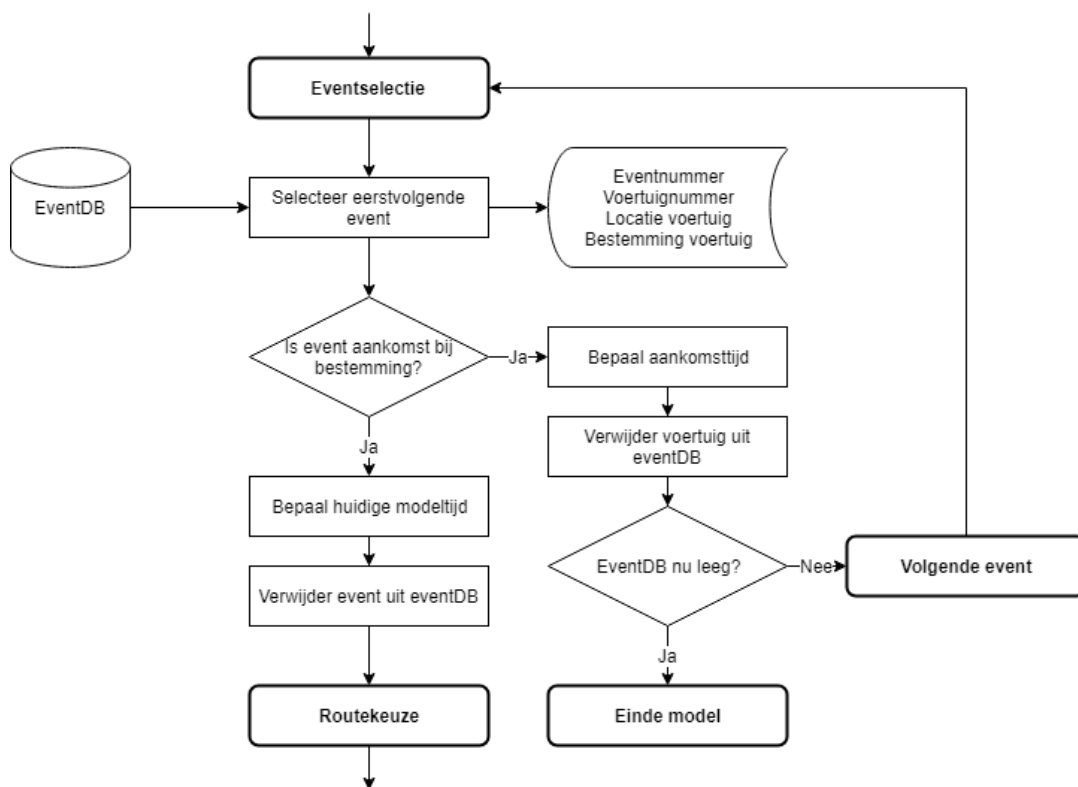 Eventselectie
EventDB
Selecteer eerstvolgende
event
Eventnummer
Voertuignummer
Locatie voertuig
Bestemming voertuig
Is event aankomst bij
bestemming?
Ja
Bepaal aankomsttijd
Verwijder voertuig uit
eventDB
Ja
Bepaal huidige modeltijd
EventDB nu leeg?
Nee
Volgende event
Verwijder event uit eventDB
Ja
Routekeuze
Einde model